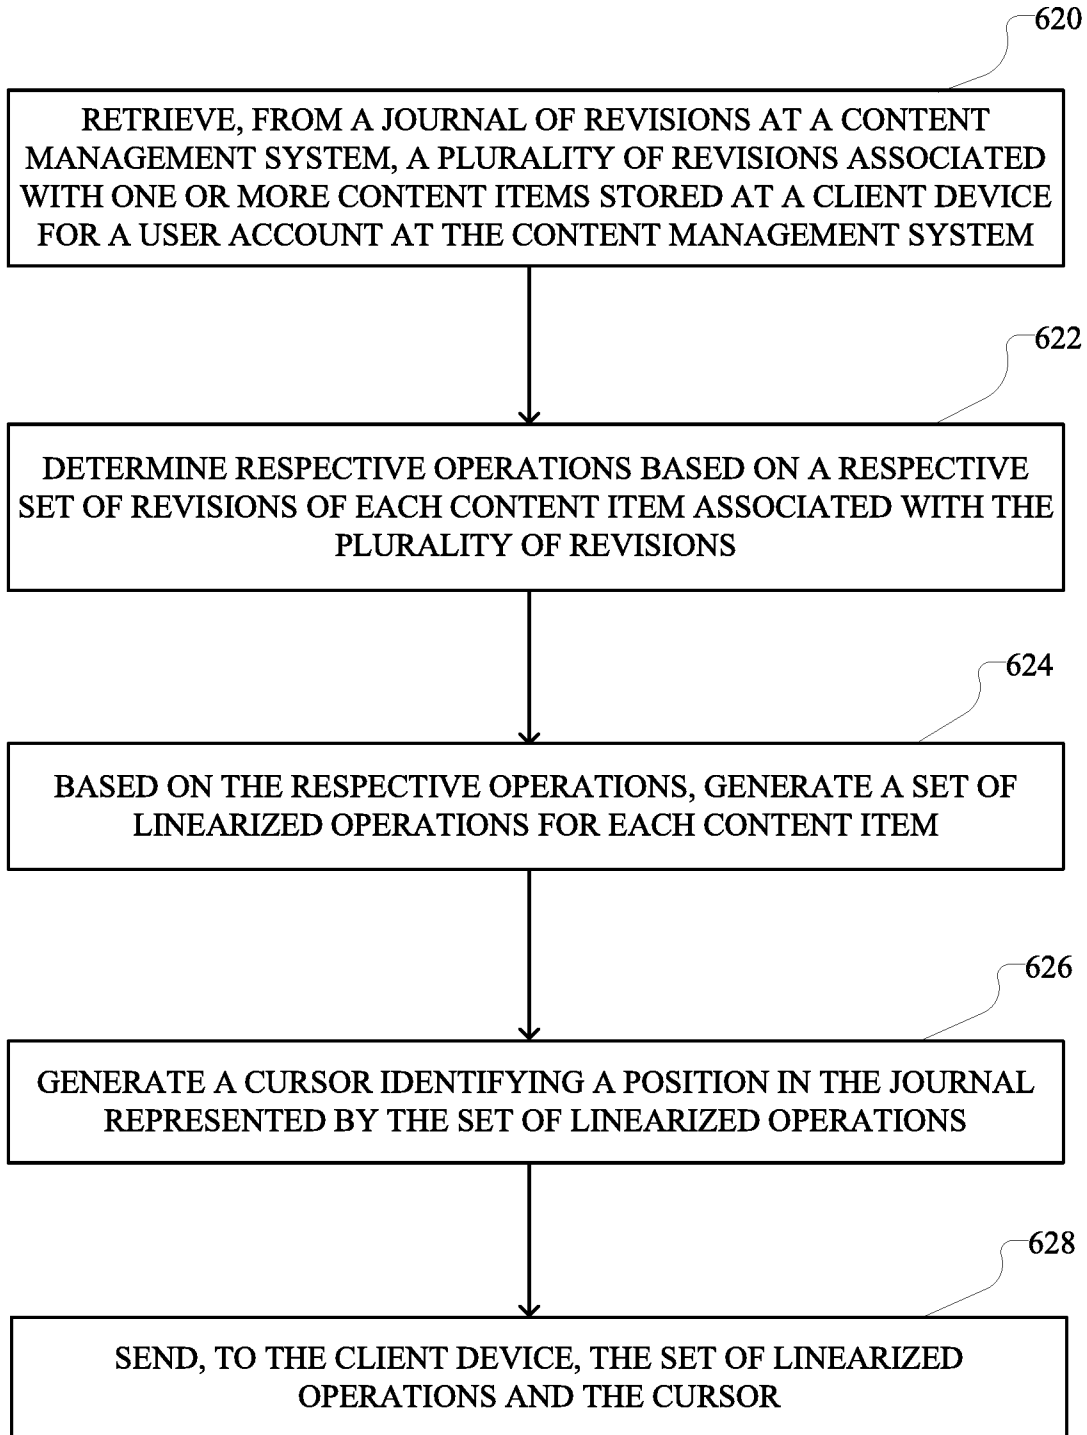 620
RETRIEVE, FROM A JOURNAL OF REVISIONS AT A CONTENT
MANAGEMENT SYSTEM, A PLURALITY OF REVISIONS ASSOCIATED
WITH ONE OR MORE CONTENT ITEMS STORED AT A CLIENT DEVICE
FOR A USER ACCOUNT AT THE CONTENT MANAGEMENT SYSTEM
622
DETERMINE RESPECTIVE OPERATIONS BASED ON A RESPECTIVE
SET OF REVISIONS OF EACH CONTENT ITEM ASSOCIATED WITH THE
PLURALITY OF REVISIONS
624
BASED ON THE RESPECTIVE OPERATIONS, GENERATE A SET OF
LINEARIZED OPERATIONS FOR EACH CONTENT ITEM
626
GENERATE A CURSOR IDENTIFYING A POSITION IN THE JOURNAL
REPRESENTED BY THE SET OF LINEARIZED OPERATIONS
628
SEND, TO THE CLIENT DEVICE, THE SET OF LINEARIZED
OPERATIONS AND THE CURSOR